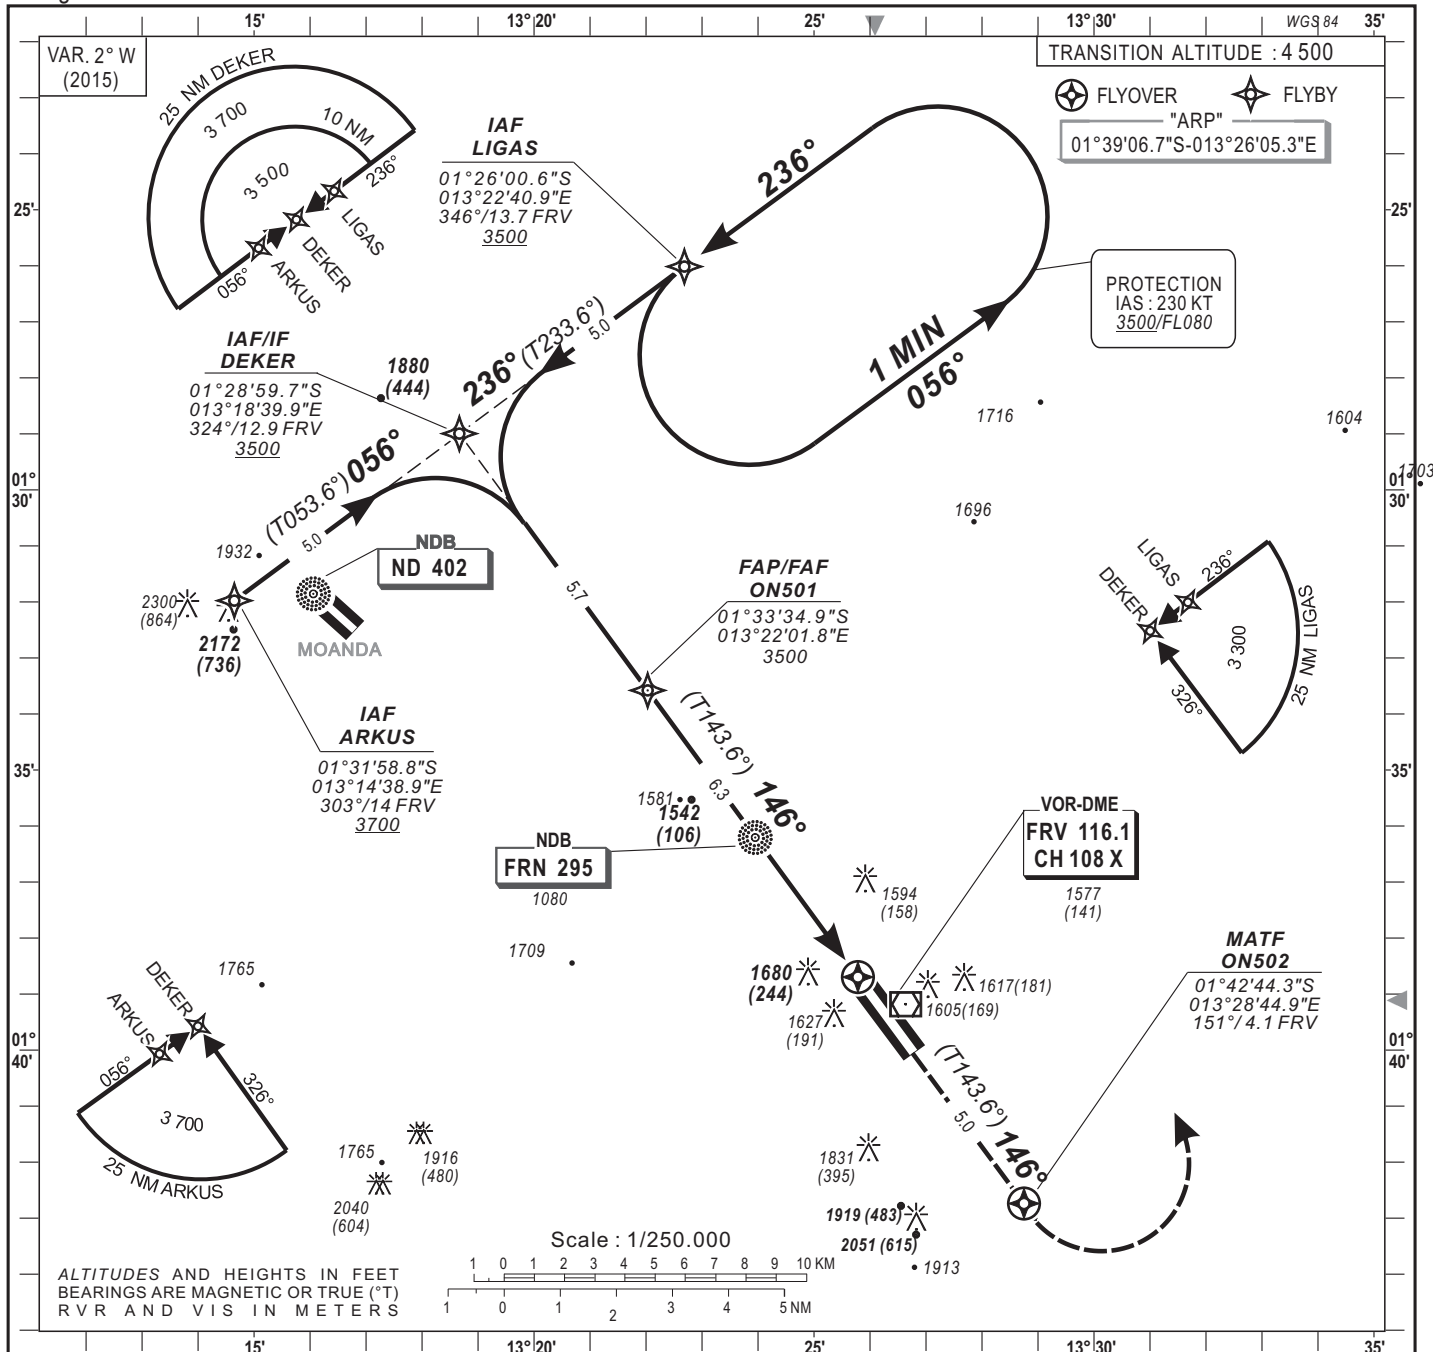 15'
13°20'
25'
13°30'
WGS 84
35'
VAR. 2° W
(2015)
TRANSITION ALTITUDE : 4 500
FLYOVER
FLYBY
"ARP"
01°39'06.7"S-013°26'05.3"E
25 NM DEKER
3 700
10 NM
3 500
236°
LIGAS
DEKER
ARKUS
056°
IAF
LIGAS
01°26'00.6"S
013°22'40.9"E
346°/13.7 FRV
3500
236°
25'
25'
PROTECTION
IAS : 230 KT
3500/FL080
1 MIN
056°
IAF/IF
DEKER
01°28'59.7"S
013°18'39.9"E
324°/12.9 FRV
3500
1880
(444)
236° (T233.6°)
5.0
1716
1604
1703
01°
30'
01°
30'
(T053.6°) 056°
5.0
1696
1932
NDB
ND 402
MOANDA
2300
(864)
2172
(736)
5.7
FAP/FAF
ON501
01°33'34.9"S
013°22'01.8"E
3500
LIGAS
DEKER
236°
3 300
25 NM LIGAS
326°
IAF
ARKUS
01°31'58.8"S
013°14'38.9"E
303°/14 FRV
3700
(T143.6°) 146°
6.3
35'
35'
1581
1542
(106)
NDB
FRN 295
1080
VOR-DME
FRV 116.1
CH 108 X
1577
(141)
1594
(158)
1709
1680
(244)
1627
(191)
1617(181)
1605(169)
MATF
ON502
01°42'44.3"S
013°28'44.9"E
151°/ 4.1 FRV
1765
DEKER
ARKUS
056°
326°
3 700
25 NM ARKUS
01°
40'
01°
40'
(T143.6°) 146°
5.0
1765
1916
(480)
2040
(604)
1831
(395)
1919 (483)
2051 (615)
1913
Scale : 1/250.000
1 0 1 2 3 4 5 6 7 8 9 10 KM
1 0 1 2 3 4 5 NM
ALTITUDES AND HEIGHTS IN FEET
BEARINGS ARE MAGNETIC OR TRUE (°T)
RVR AND VIS IN METERS
15'
13°20'
25'
13°30'
35'